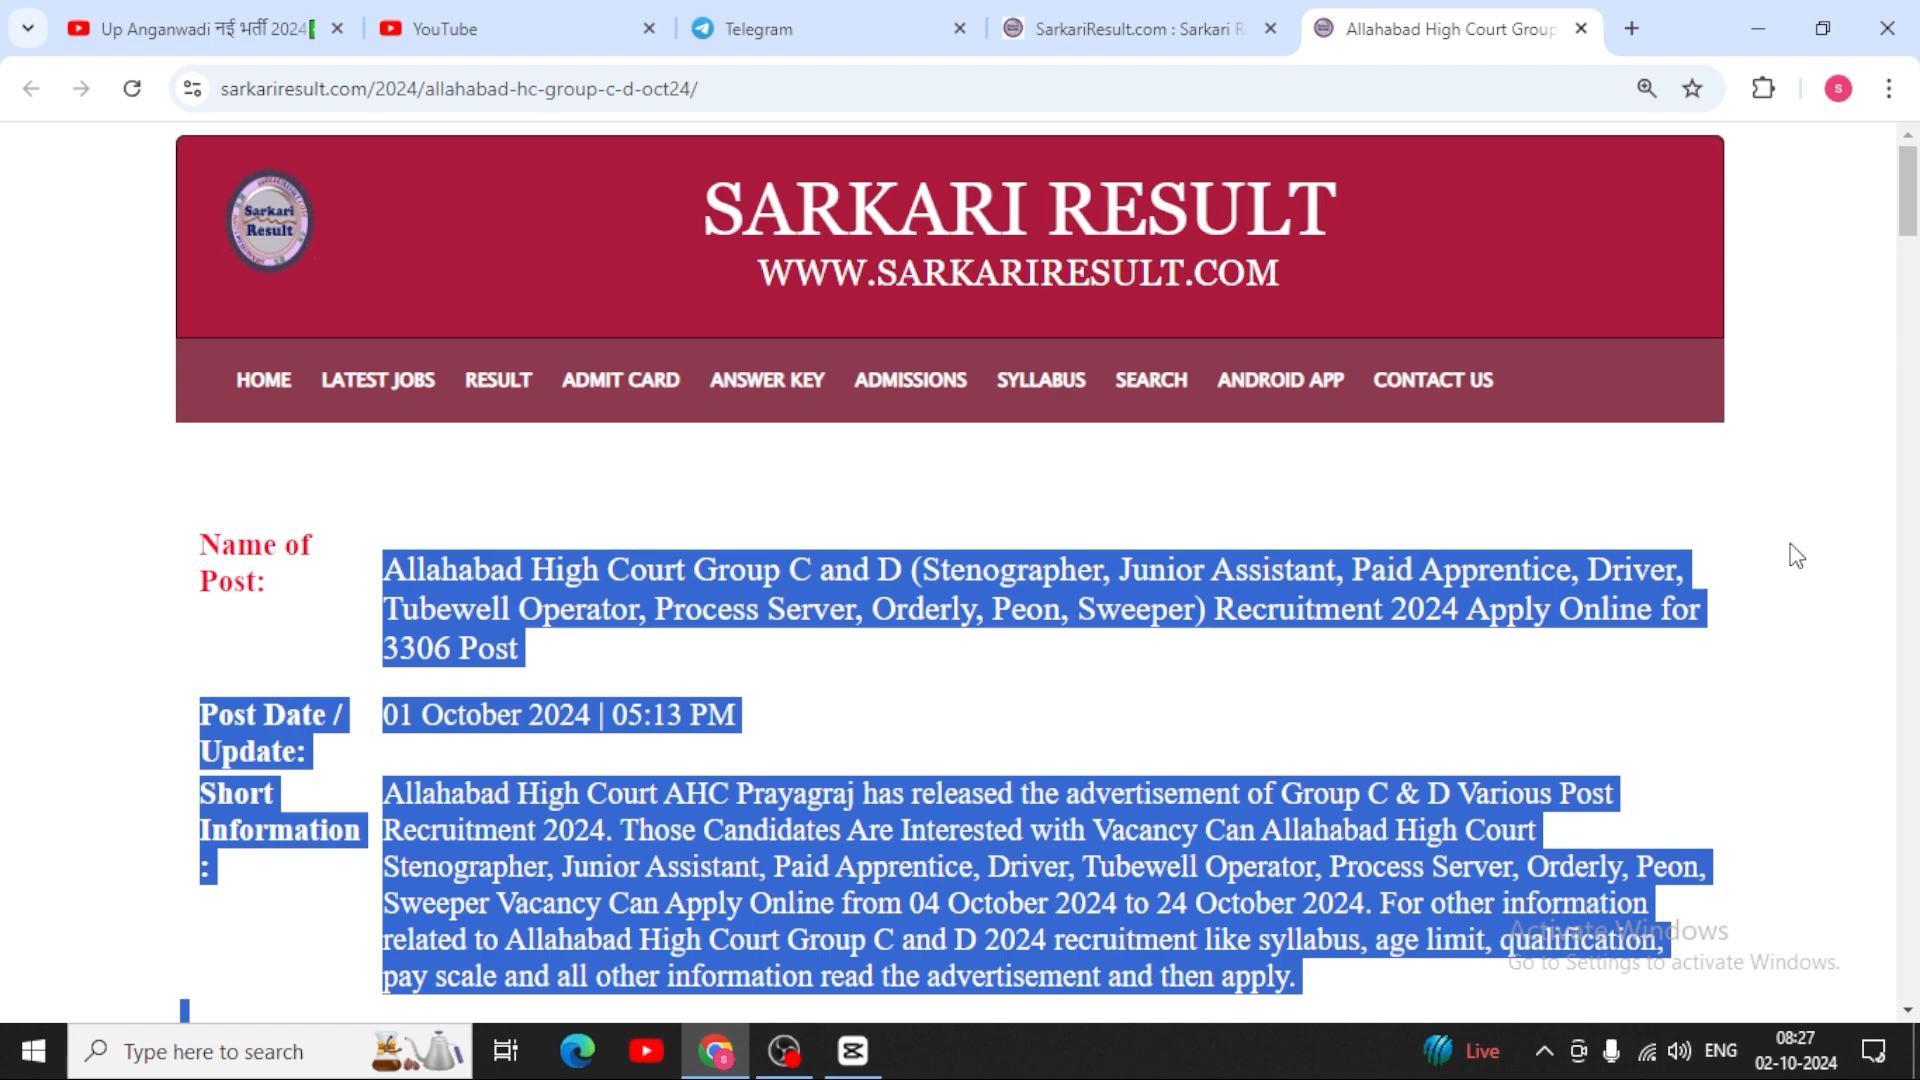 Up Anganwadi नई भर्ती 2024
YouTube
Telegram
SarkariResult.com : Sarkari R
Allahabad High Court Group
sarkariresult.com/2024/allahabad-hc-group-c-d-oct24/
S
Sarkari
Result
SARKARI RESULT
WWW.SARKARIRESULT.COM
HOME LATEST JOBS RESULT ADMIT CARD ANSWER KEY ADMISSIONS SYLLABUS SEARCH ANDROID APP CONTACT US
Name of
Post:
Allahabad High Court Group C and D (Stenographer, Junior Assistant, Paid Apprentice, Driver,
Tubewell Operator, Process Server, Orderly, Peon, Sweeper) Recruitment 2024 Apply Online for
3306 Post
Post Date /
Update:
01 October 2024 | 05:13 PM
Short
Information
:
Allahabad High Court AHC Prayagraj has released the advertisement of Group C & D Various Post
Recruitment 2024. Those Candidates Are Interested with Vacancy Can Allahabad High Court
Stenographer, Junior Assistant, Paid Apprentice, Driver, Tubewell Operator, Process Server, Orderly, Peon,
Sweeper Vacancy Can Apply Online from 04 October 2024 to 24 October 2024. For other information
related to Allahabad High Court Group C and D 2024 recruitment like syllabus, age limit, qualification,
pay scale and all other information read the advertisement and then apply.
Activate Windows
Go to Settings to activate Windows.
Type here to search
Live
ENG
08:27
02-10-2024